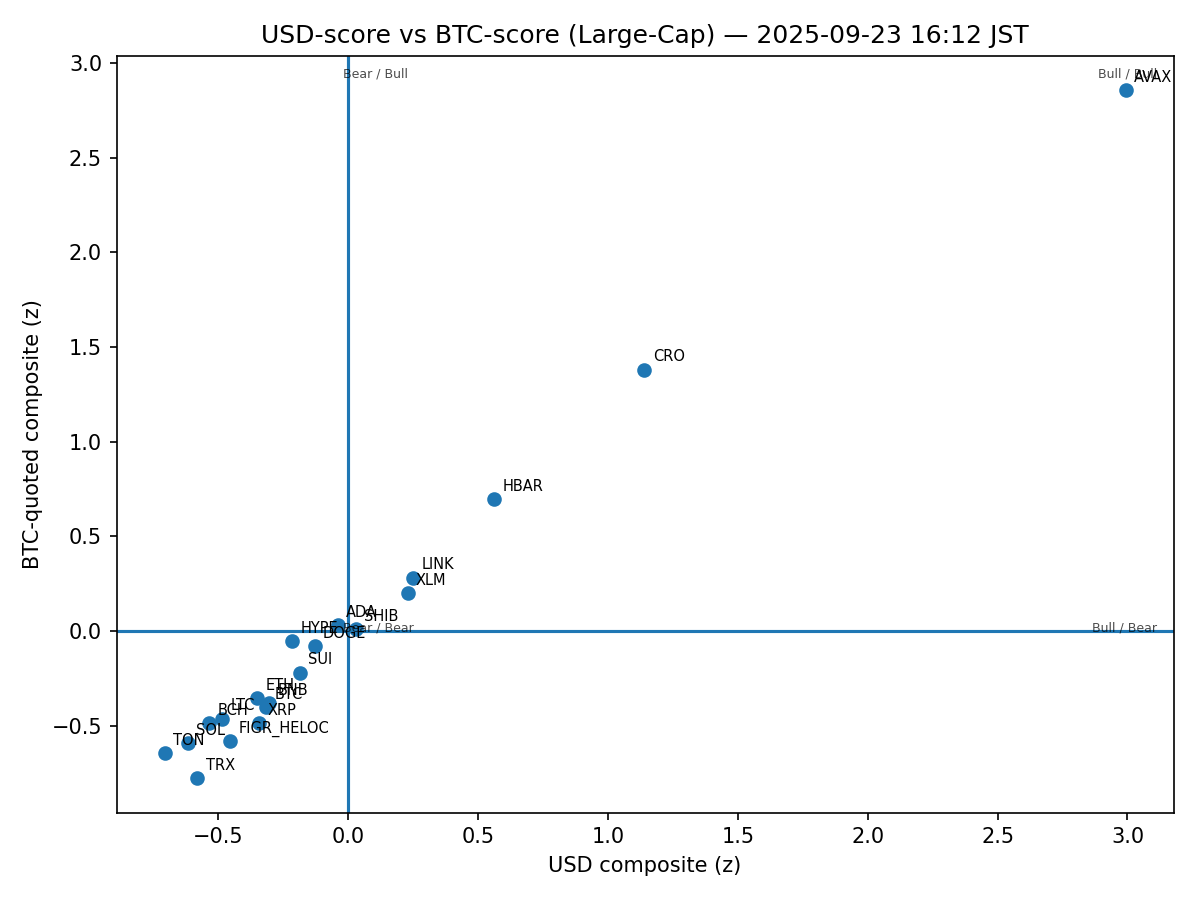 USD-score vs BTC-score (Large-Cap) — 2025-09-23 16:12 JST
3.0
2.5
2.0
1.5
1.0
0.5
0.0
−0.5
BTC-quoted composite (z)
Bear / Bull
Bull / Bull
AVAX
CRO
HBAR
LINK
XLM
ADA
SHIB
HYPE
Bear / Bear
Bull / Bear
DOGE
SUI
ETH
BNB
BTC
LTC
BCH
XRP
FIGR_HELOC
SOL
TON
TRX
−0.5
0.0
0.5
1.0
1.5
2.0
2.5
3.0
USD composite (z)